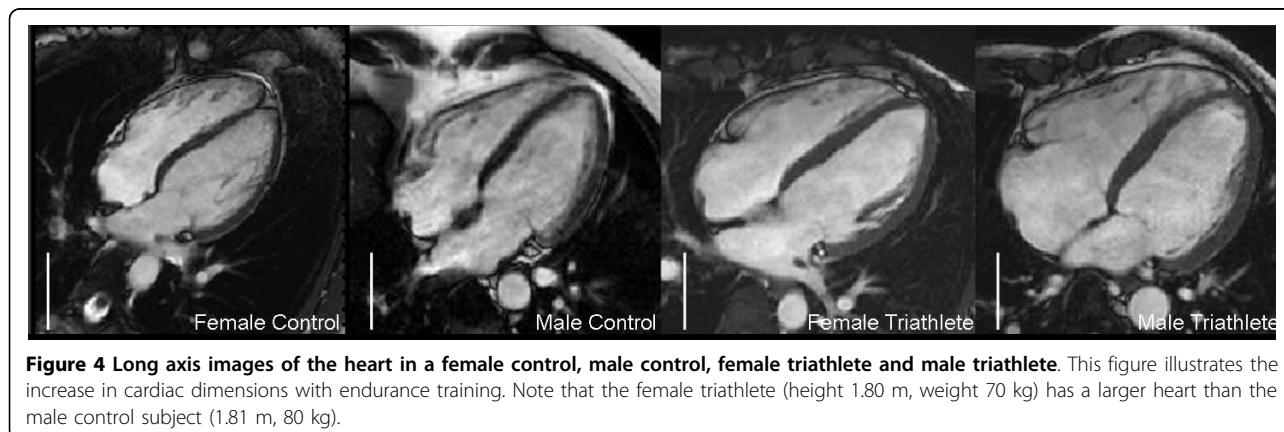 Female Control
Male Control
Female Triathlete
Male Triathlete
Figure 4 Long axis images of the heart in a female control, male control, female triathlete and male triathlete. This figure illustrates the
increase in cardiac dimensions with endurance training. Note that the female triathlete (height 1.80 m, weight 70 kg) has a larger heart than the
male control subject (1.81 m, 80 kg).